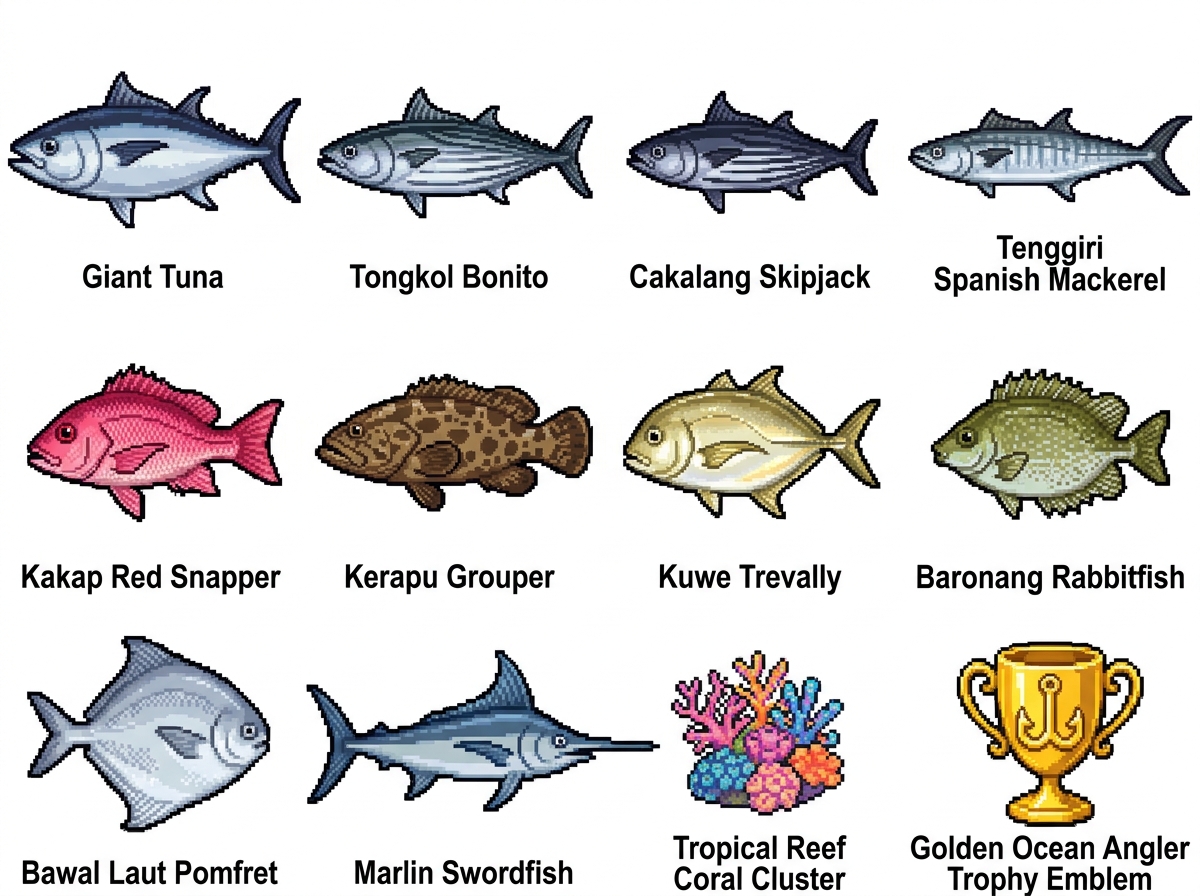 Giant Tuna
Tongkol Bonito
Cakalang Skipjack
Tenggiri
Spanish Mackerel
Kakap Red Snapper
Kerapu Grouper
Kuwe Trevally
Baronang Rabbitfish
Bawal Laut Pomfret
Marlin Swordfish
Tropical Reef
Coral Cluster
Golden Ocean Angler
Trophy Emblem